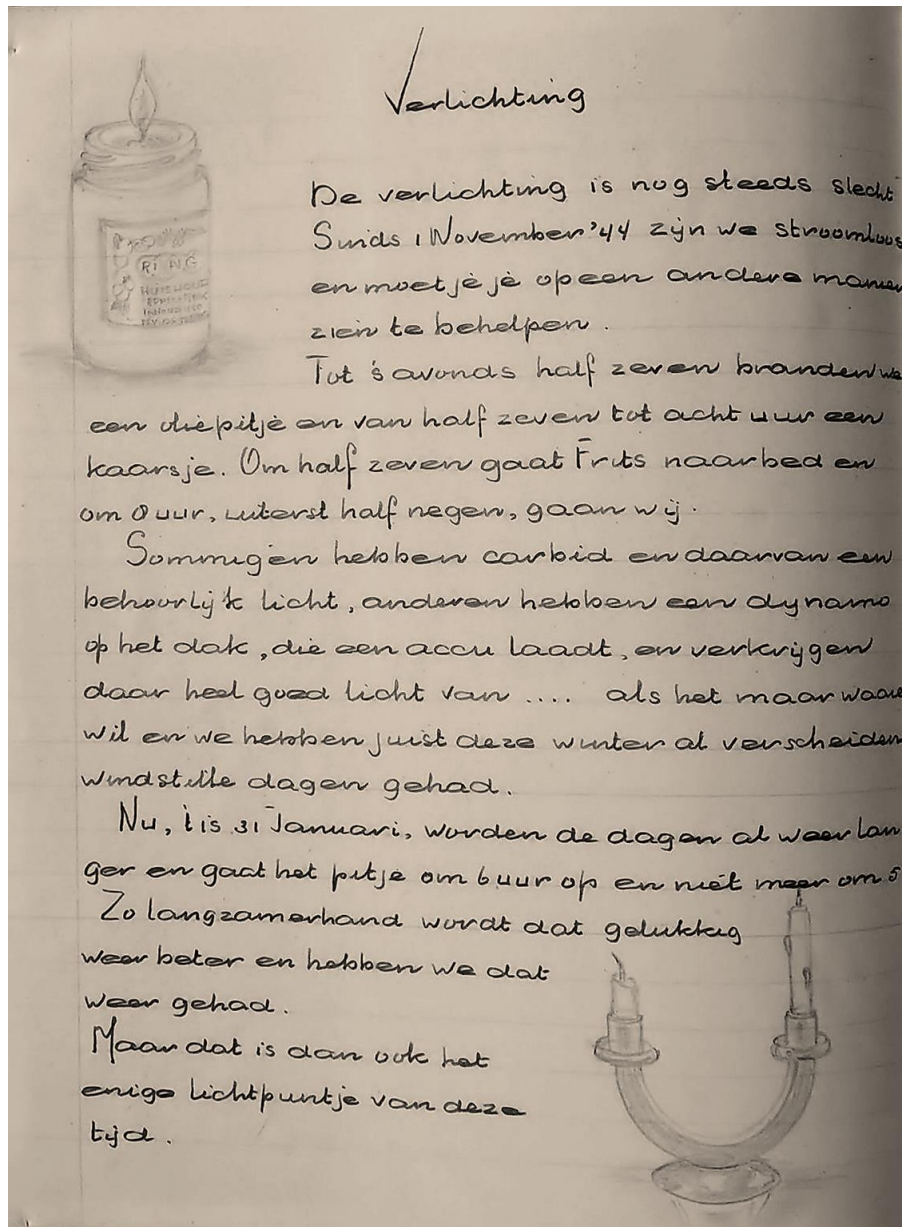 Verlichting
RING
De verlichting is nog steeds slecht
Sinds 1 November '44 zijn we stroomloos
en moet je je op een andere manier
zien te behelpen.
Tot 's avonds half zeven branden we
een oliepitje en van half zeven tot acht uur een
kaarsje. Om half zeven gaat Frits naar bed en
om 8 uur, uiterst half negen, gaan wij.
Sommigen hebben carbid en daarvan een
behoorlijk licht, anderen hebben een dynamo
op het dak, die een accu laadt, en verkrijgen
daar heel goed licht van .... als het maar waaie
wil en we hebben juist deze winter al verscheiden
windstille dagen gehad.
Nu, 't is 31 Januari, worden de dagen al weer lan
ger en gaat het pitje om 6 uur op en niet meer om 5
Zo langzamerhand wordt dat gelukkig
weer beter en hebben we dat
weer gehad.
Maar dat is dan ook het
enige lichtpuntje van deze
tijd.